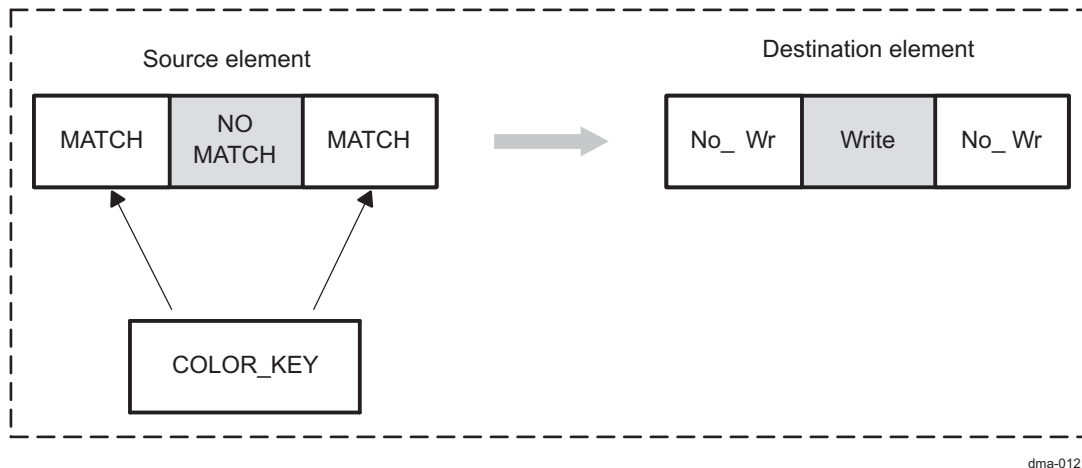 Source element
Destination element
MATCH
NO
MATCH
MATCH
No_ Wr
Write
No_ Wr
COLOR_KEY
dma-012